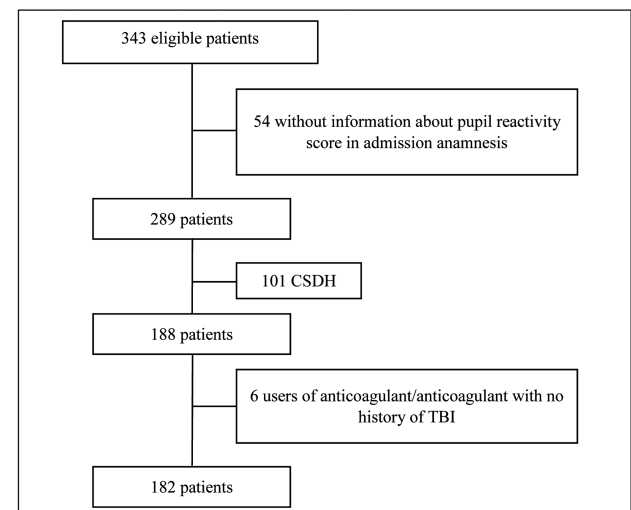 343 eligible patients
54 without information about pupil reactivity
score in admission anamnesis
289 patients
101 CSDH
188 patients
6 users of anticoagulant/anticoagulant with no
history of TBI
182 patients